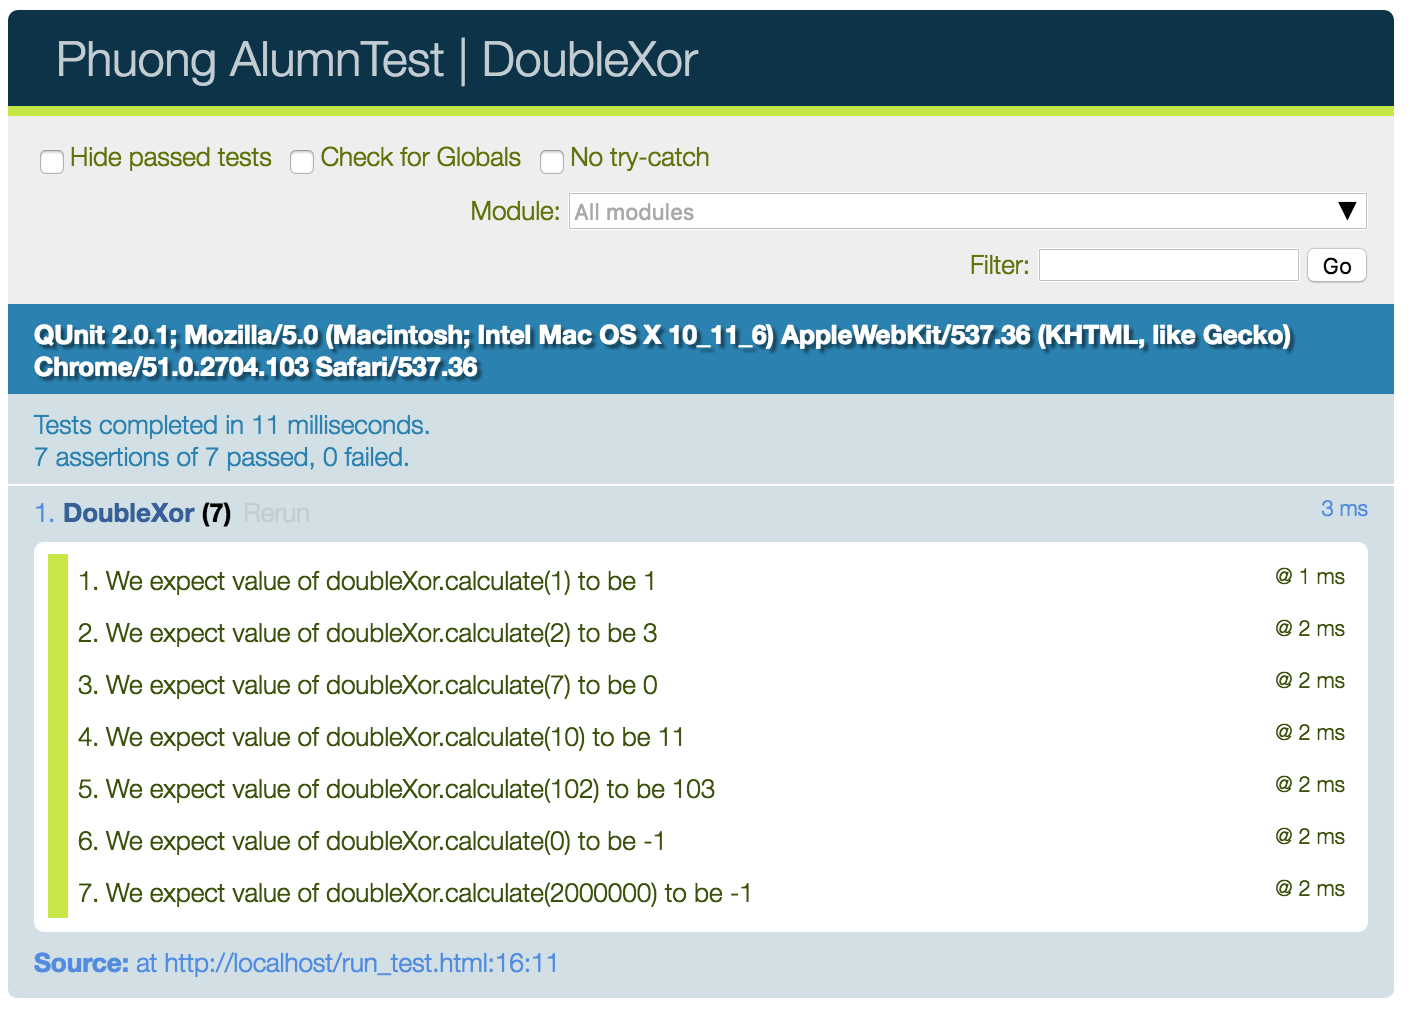 Phuong AlumnTest | DoubleXor
Hide passed tests Check for Globals No try-catch
Module: All modules ▼
Filter: Go
QUnit 2.0.1; Mozilla/5.0 (Macintosh; Intel Mac OS X 10_11_6) AppleWebKit/537.36 (KHTML, like Gecko)
Chrome/51.0.2704.103 Safari/537.36
Tests completed in 11 milliseconds.
7 assertions of 7 passed, 0 failed.
1. DoubleXor (7) Rerun 3 ms
1. We expect value of doubleXor.calculate(1) to be 1 @ 1 ms
2. We expect value of doubleXor.calculate(2) to be 3 @ 2 ms
3. We expect value of doubleXor.calculate(7) to be 0 @ 2 ms
4. We expect value of doubleXor.calculate(10) to be 11 @ 2 ms
5. We expect value of doubleXor.calculate(102) to be 103 @ 2 ms
6. We expect value of doubleXor.calculate(0) to be -1 @ 2 ms
7. We expect value of doubleXor.calculate(2000000) to be -1 @ 2 ms
Source: at http://localhost/run_test.html:16:11